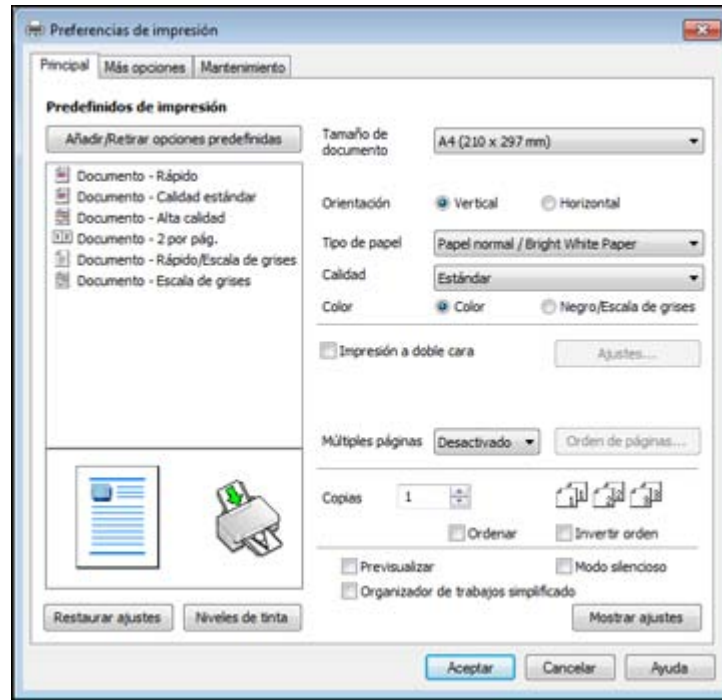 Preferencias de impresión
Principal Más opciones Mantenimiento
Predefinidos de impresión
Añadir/Retirar opciones predefinidas
Documento - Rápido
Documento - Calidad estándar
Documento - Alta calidad
Documento - 2 por pág.
Documento - Rápido/Escala de grises
Documento - Escala de grises
Restaurar ajustes Niveles de tinta
Tamaño de documento A4 (210 x 297 mm)
Orientación Vertical Horizontal
Tipo de papel Papel normal / Bright White Paper
Calidad Estándar
Color Color Negro/Escala de grises
Impresión a doble cara Ajustes...
Múltiples páginas Desactivado Orden de páginas...
Copias 1
Ordenar Invertir orden
Previsualizar Modo silencioso
Organizador de trabajos simplificado
Mostrar ajustes
Aceptar Cancelar Ayuda